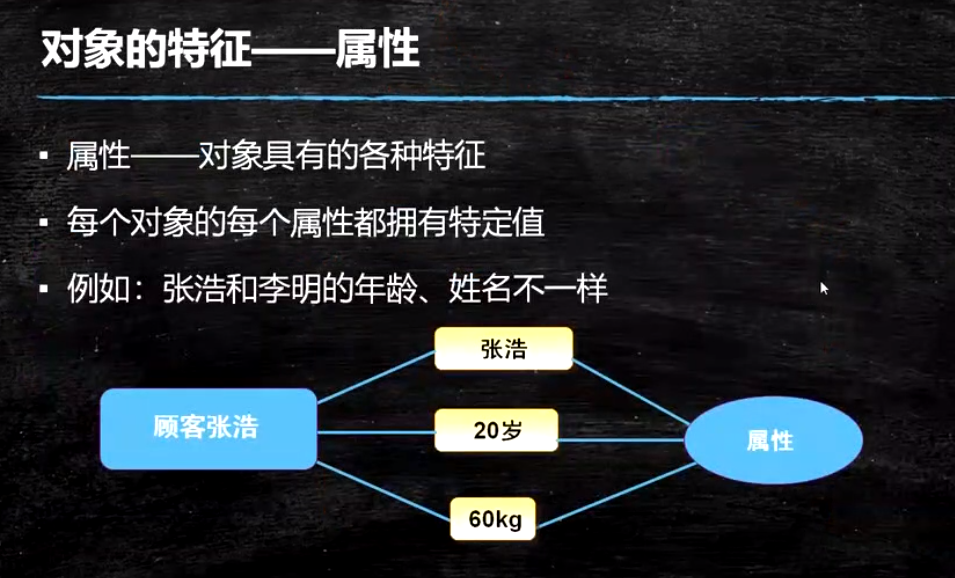 对象的特征——属性
▪ 属性——对象具有的各种特征
▪ 每个对象的每个属性都拥有特定值
▪ 例如：张浩和李明的年龄、姓名不一样
张浩
顾客张浩
20岁
属性
60kg